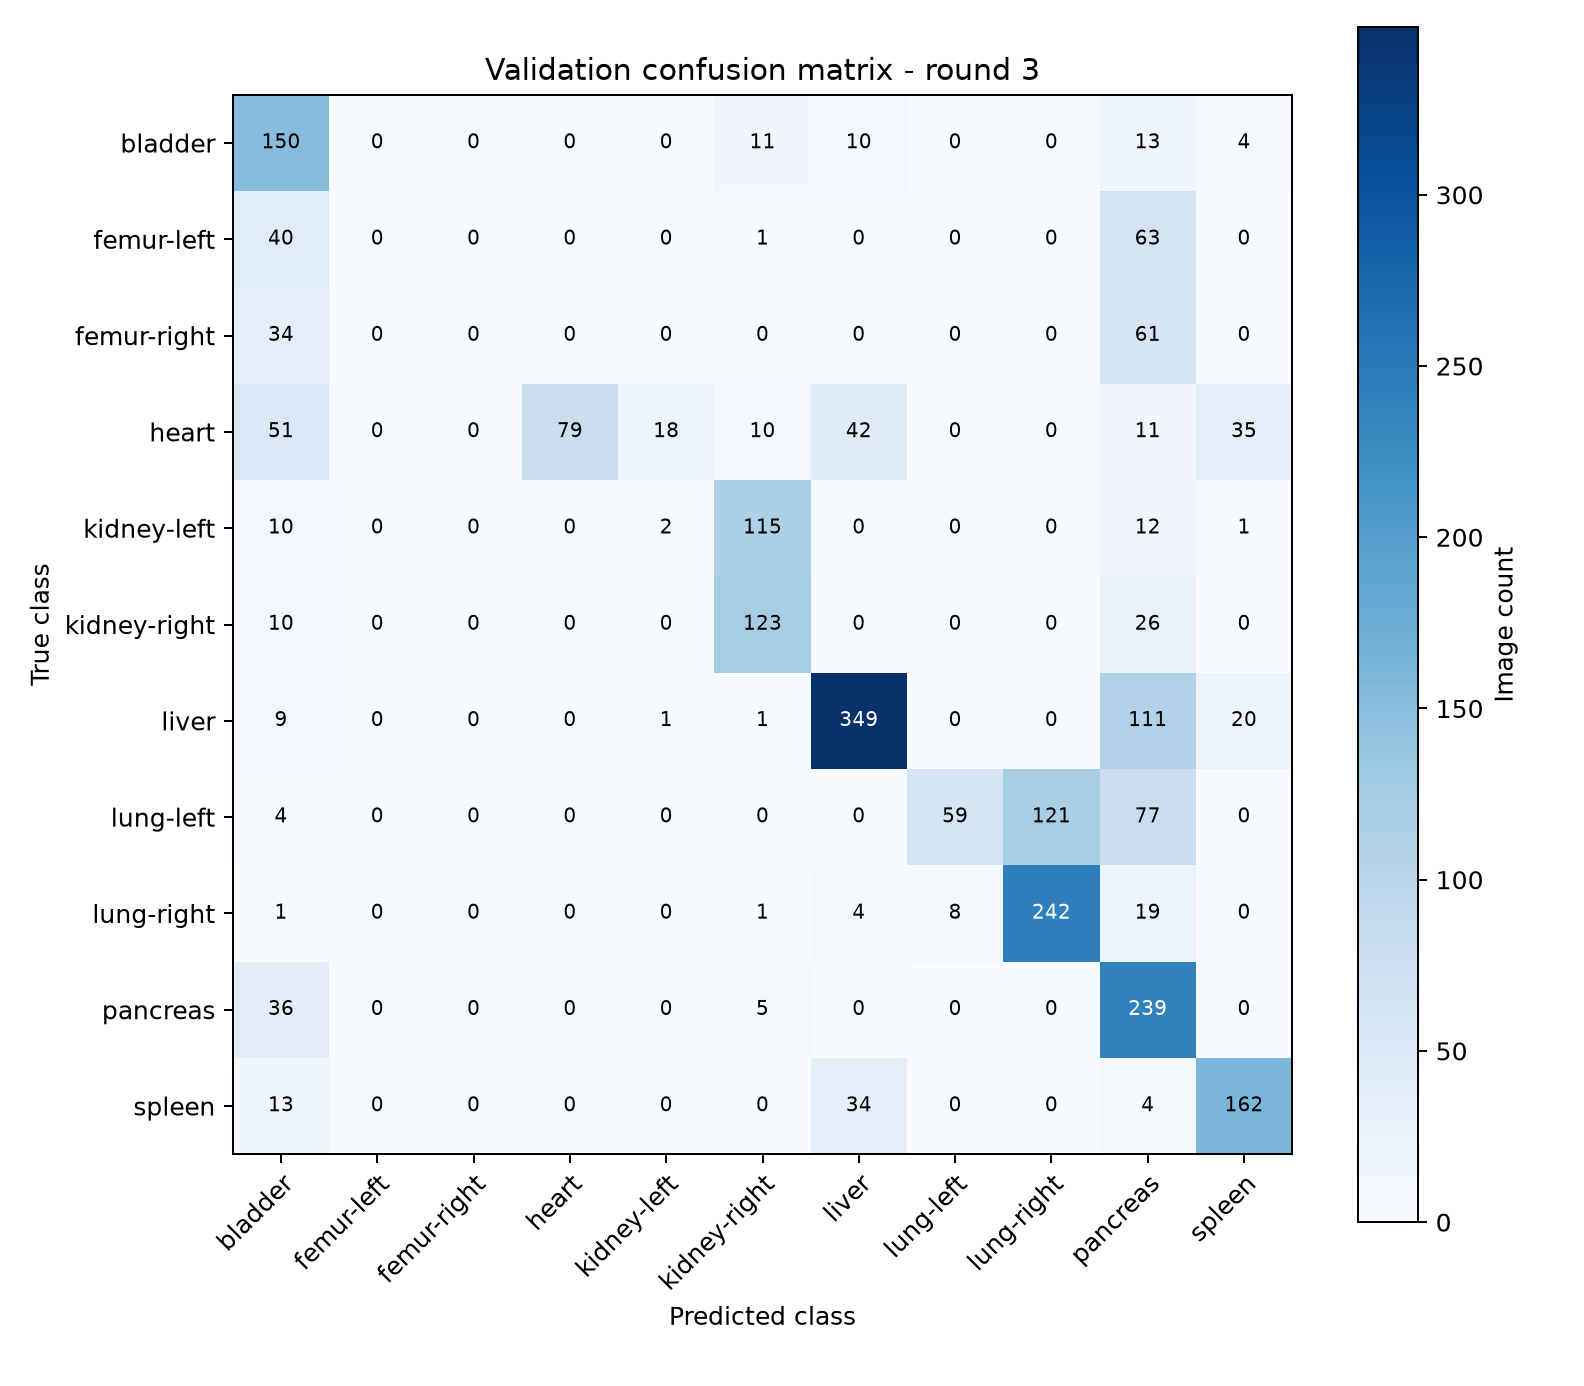 Validation confusion matrix - round 3
bladder 150 0 0 0 0 11 10 0 0 13 4
femur-left 40 0 0 0 0 1 0 0 0 63 0
femur-right 34 0 0 0 0 0 0 0 0 61 0
heart 51 0 0 79 18 10 42 0 0 11 35
kidney-left 10 0 0 0 2 115 0 0 0 12 1
kidney-right 10 0 0 0 0 123 0 0 0 26 0
liver 9 0 0 0 1 1 349 0 0 111 20
lung-left 4 0 0 0 0 0 0 59 121 77 0
lung-right 1 0 0 0 0 1 4 8 242 19 0
pancreas 36 0 0 0 0 5 0 0 0 239 0
spleen 13 0 0 0 0 0 34 0 0 4 162
bladder femur-left femur-right heart kidney-left kidney-right liver lung-left lung-right pancreas spleen
Predicted class
True class
300
250
200
150
100
50
0
Image count